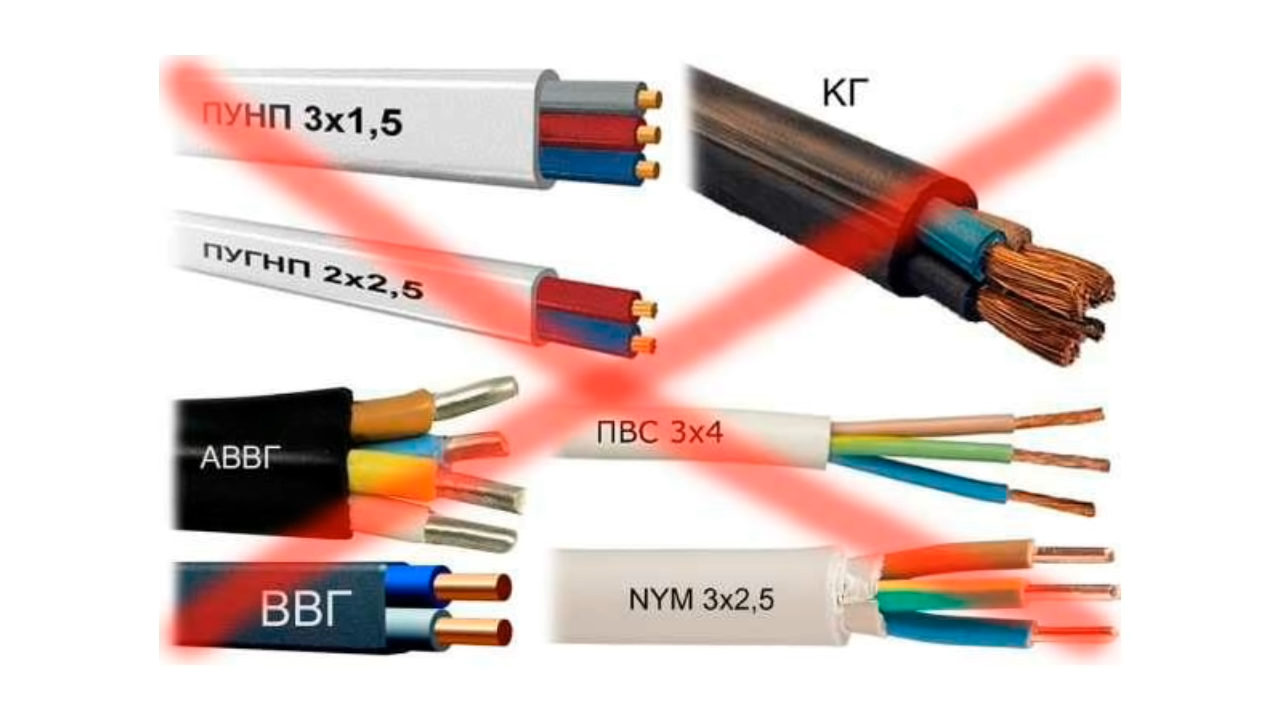 ПУНП 3х1,5
КГ
ПУГНП 2х2,5
АВВГ
ПВС 3х4
ВВГ
NYM 3x2,5